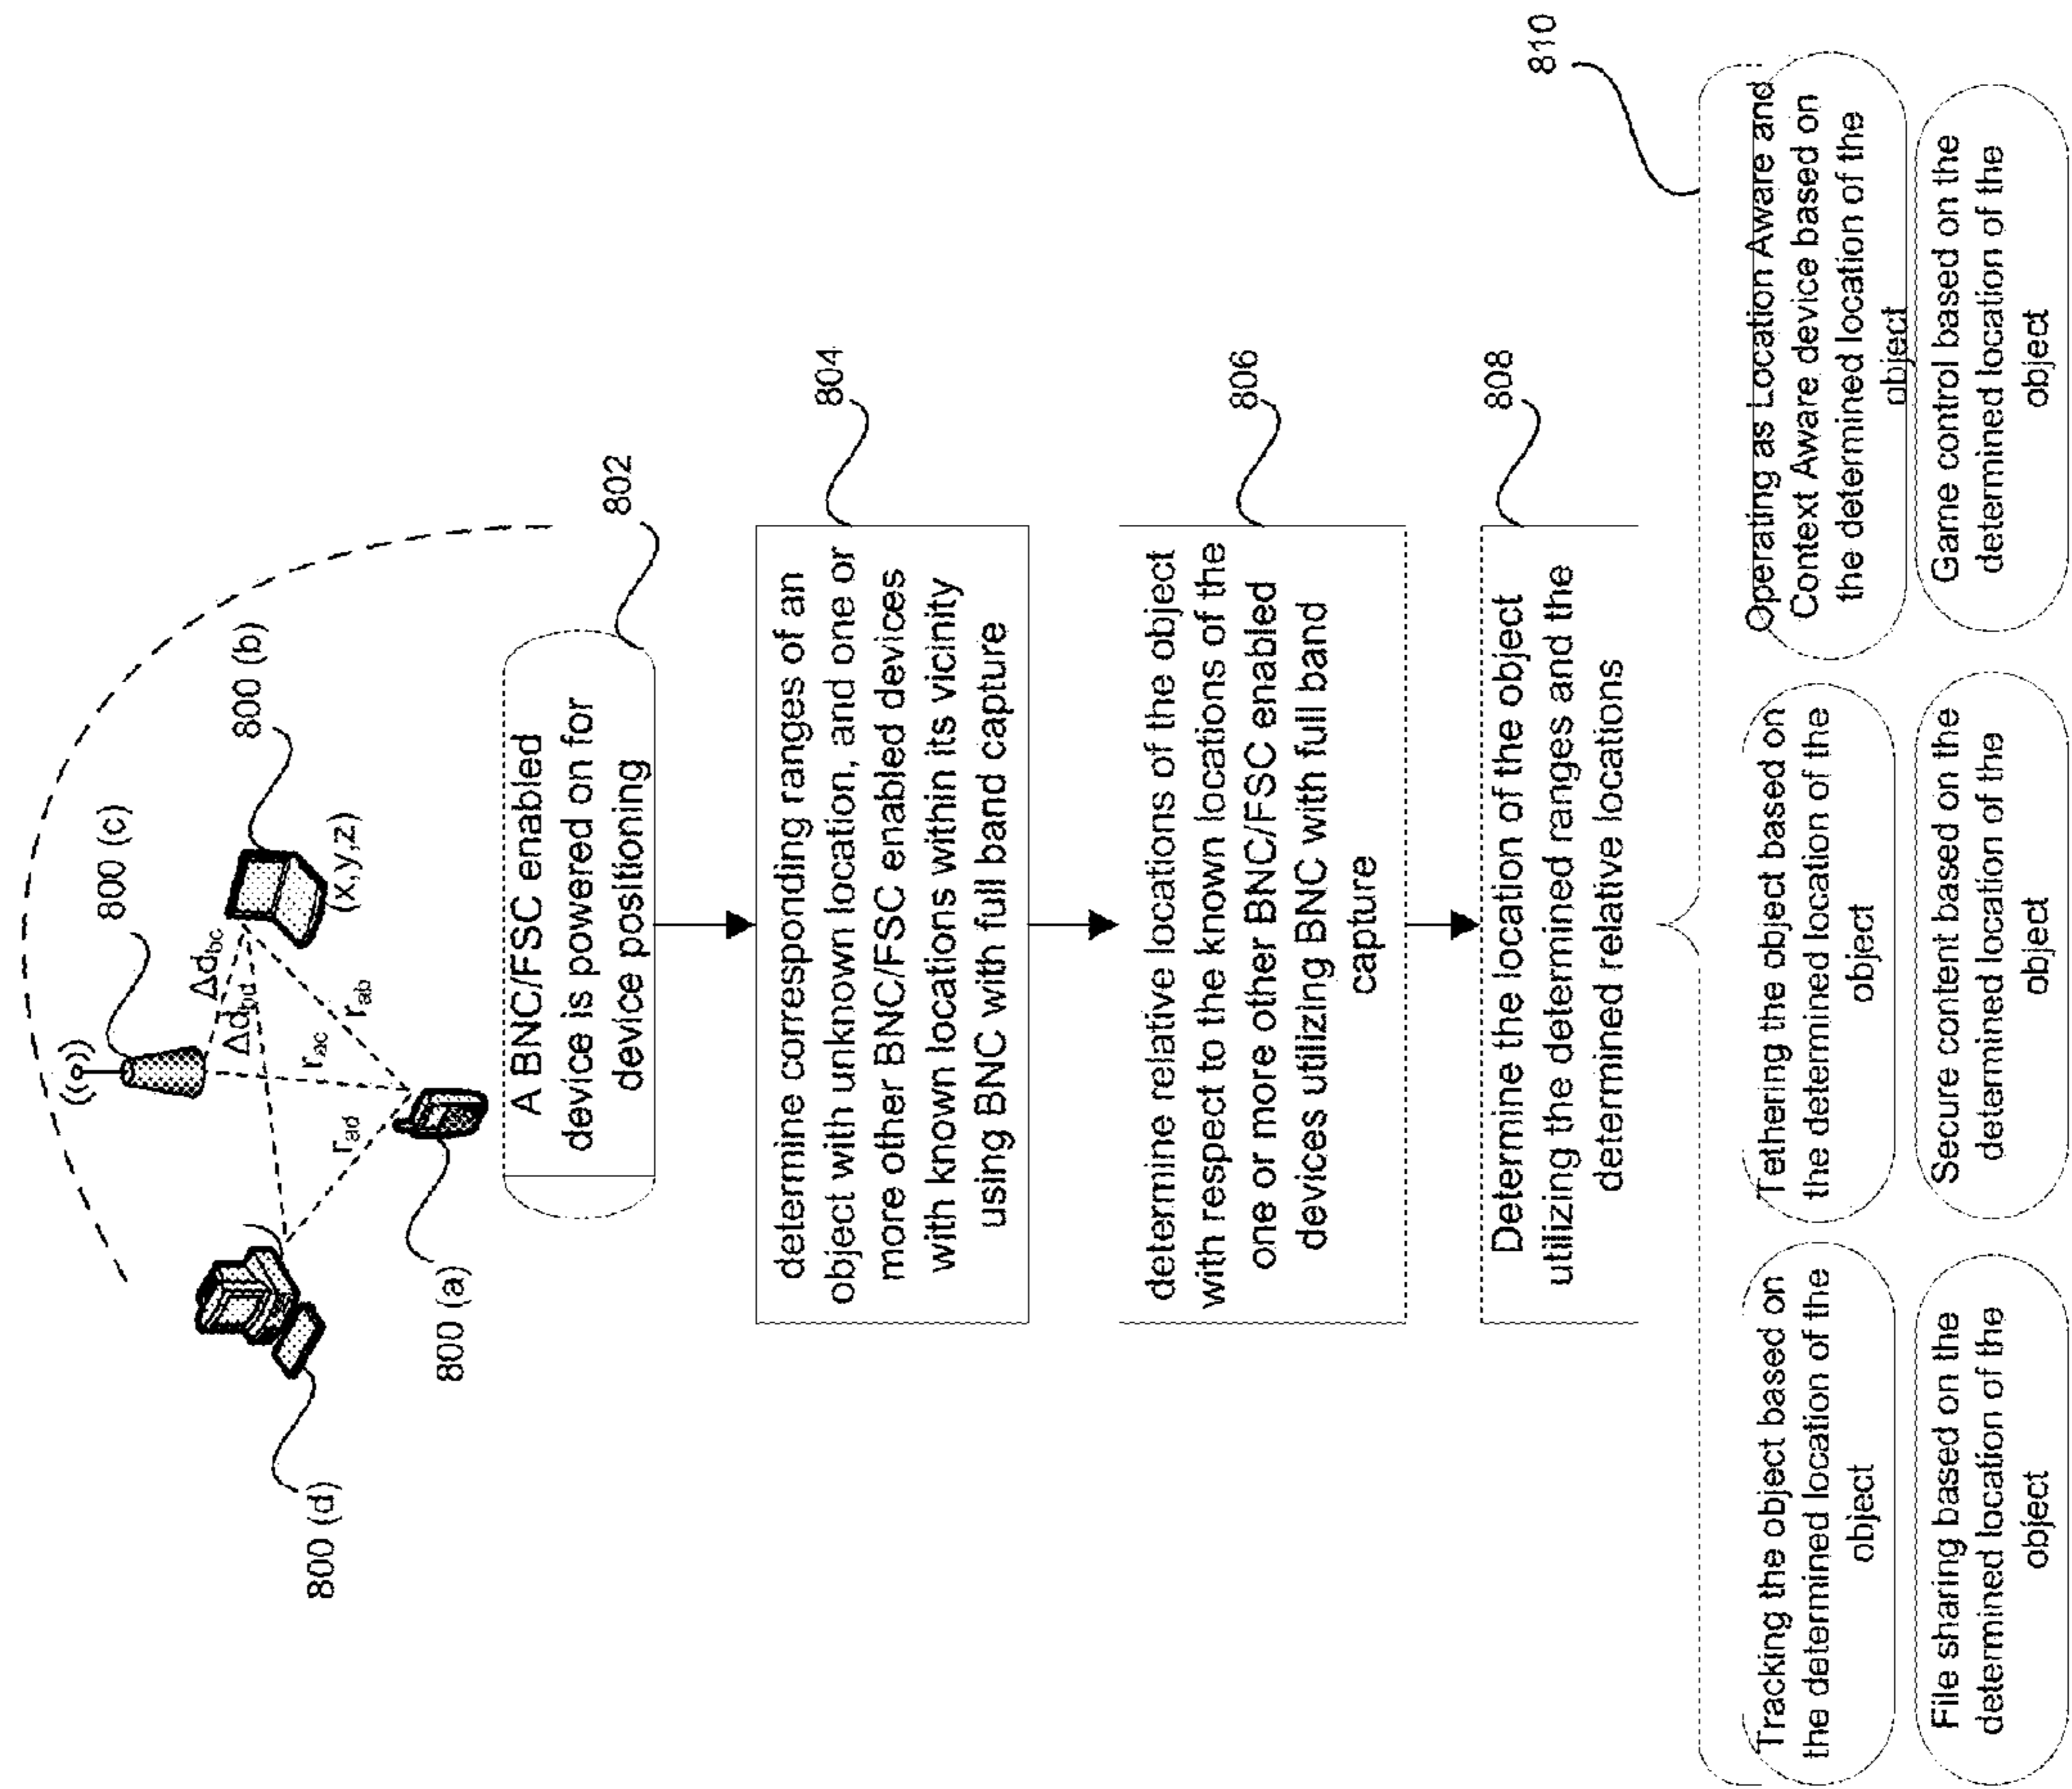 800 (c)
800 (b)
Δd_bc
Δd_bd
(x,y,z)
r_ad
r_ac
r_ab
800 (d)
800 (a)
802
A BNC/FSC enabled
device is powered on for
device positioning
804
determine corresponding ranges of an
object with unknown location, and one or
more other BNC/FSC enabled devices
with known locations within its vicinity
using BNC with full band capture
806
determine relative locations of the object
with respect to the known locations of the
one or more other BNC/FSC enabled
devices utilizing BNC with full band
capture
808
Determine the location of the object
utilizing the determined ranges and the
determined relative locations
810
Tracking the object based on
the determined location of the
object
Tethering the object based on
the determined location of the
object
Operating as Location Aware and
Context Aware device based on
the determined location of the
object
File sharing based on the
determined location of the
object
Secure content based on the
determined location of the
object
Game control based on the
determined location of the
object